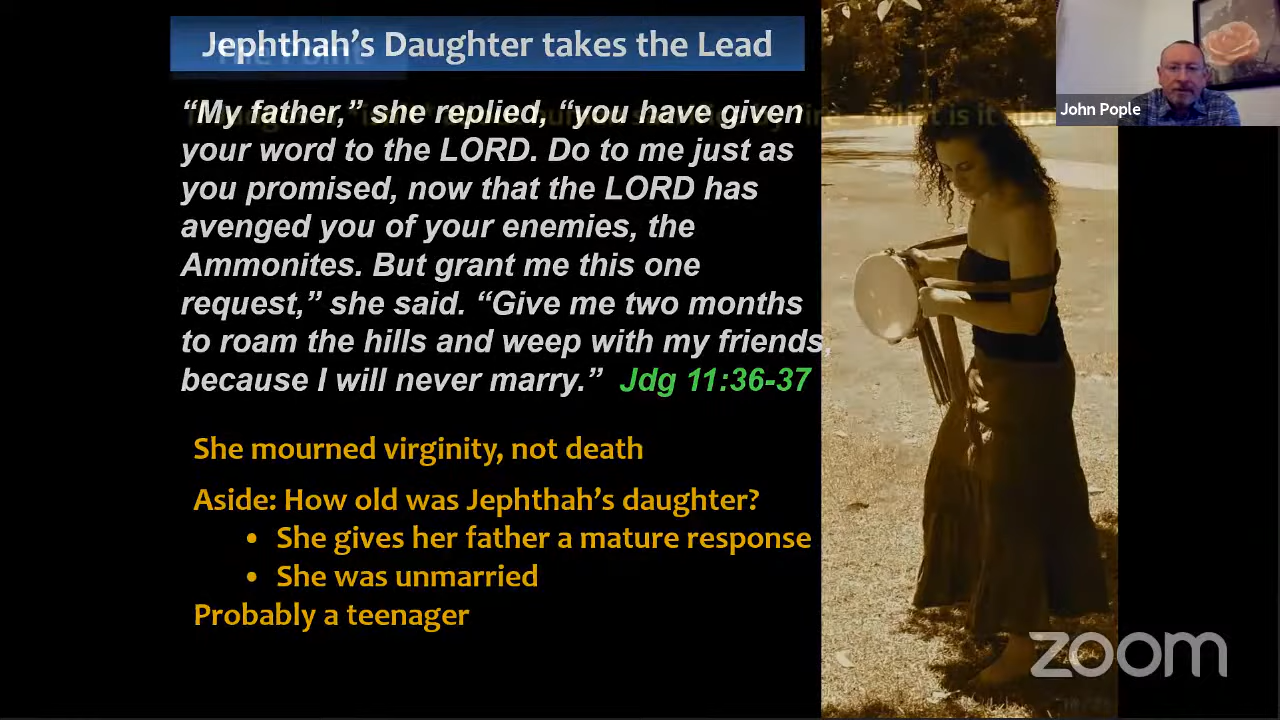 Jephthah's Daughter takes the Lead
"My father," she replied, "you have given
your word to the LORD. Do to me just as
you promised, now that the LORD has
avenged you of your enemies, the
Ammonites. But grant me this one
request," she said. "Give me two months
to roam the hills and weep with my friends,
because I will never marry." Jdg 11:36-37
She mourned virginity, not death
Aside: How old was Jephthah's daughter?
• She gives her father a mature response
• She was unmarried
Probably a teenager
John Pople
zoom